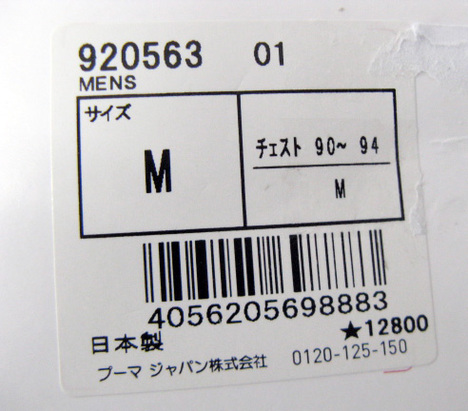 920563 01
MENS
サイズ
M
チェスト 90~ 94
M
4056205698883
日本製 ★12800
プーマ ジャパン株式会社 0120-125-150